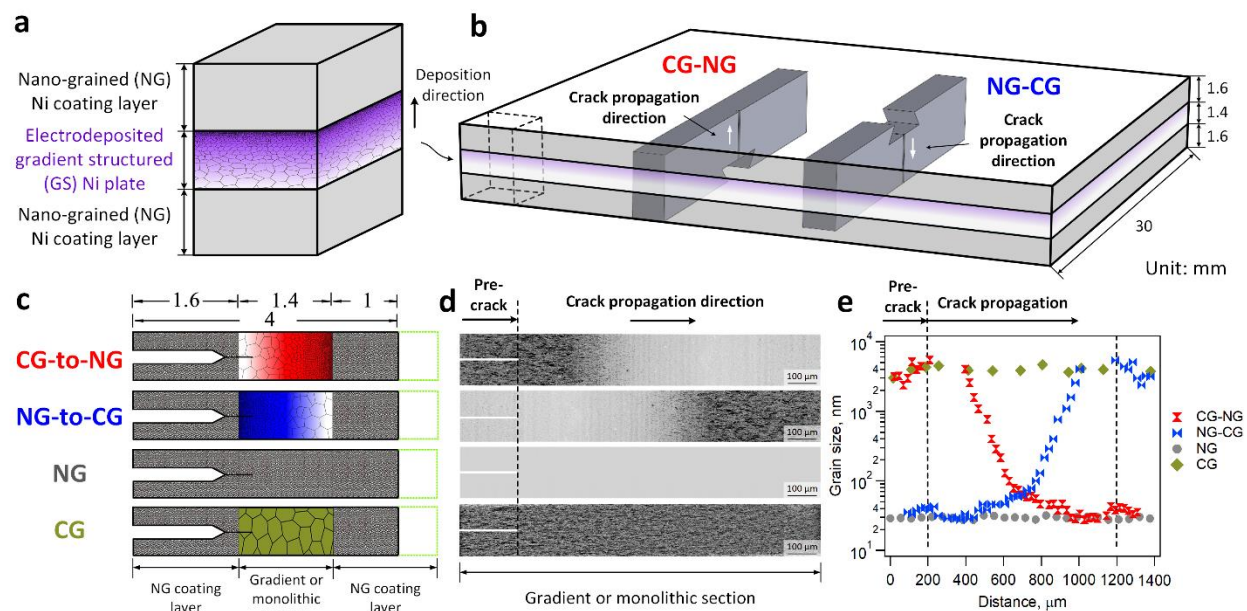 a
Nano-grained (NG)
Ni coating layer
Electrodeposited
gradient structured
(GS) Ni plate
Nano-grained (NG)
Ni coating layer
Deposition
direction
b
CG-NG
NG-CG
Crack propagation
direction
Crack
propagation
direction
1.6
1.4
1.6
30
Unit: mm
c
1.6
1.4
1
4
CG-to-NG
NG-to-CG
NG
CG
NG coating
layer
Gradient or
monolithic
NG coating
layer
d
Pre-
crack
Crack propagation direction
100 µm
100 µm
100 µm
100 µm
Gradient or monolithic section
e
Pre-
crack
Crack propagation
Grain size, nm
10⁴
4
2
10³
4
2
10²
4
2
10¹
0
200
400
600
800
1000
1200
1400
Distance, µm
CG-NG
NG-CG
NG
CG